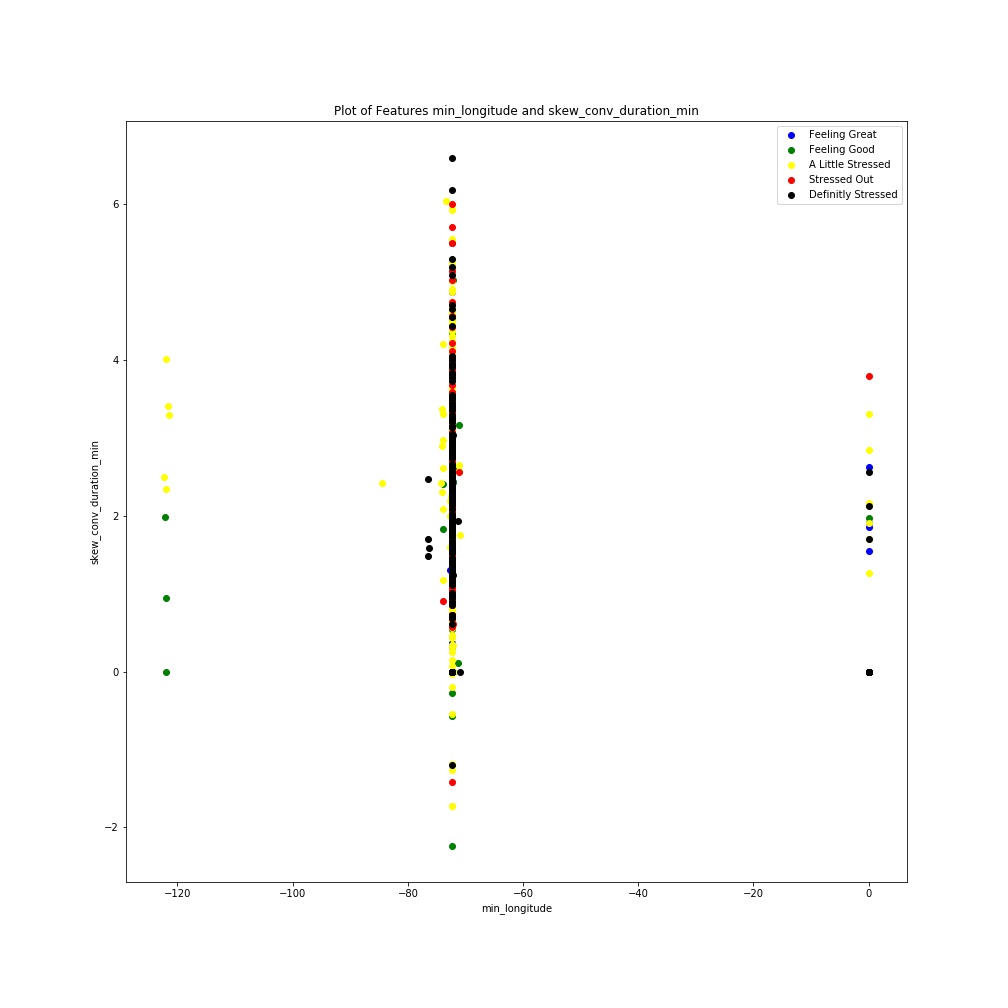 Plot of Features min_longitude and skew_conv_duration_min
Feeling Great
Feeling Good
A Little Stressed
Stressed Out
Definitly Stressed
skew_conv_duration_min
6
4
2
0
−2
−120
−100
−80
−60
−40
−20
0
min_longitude